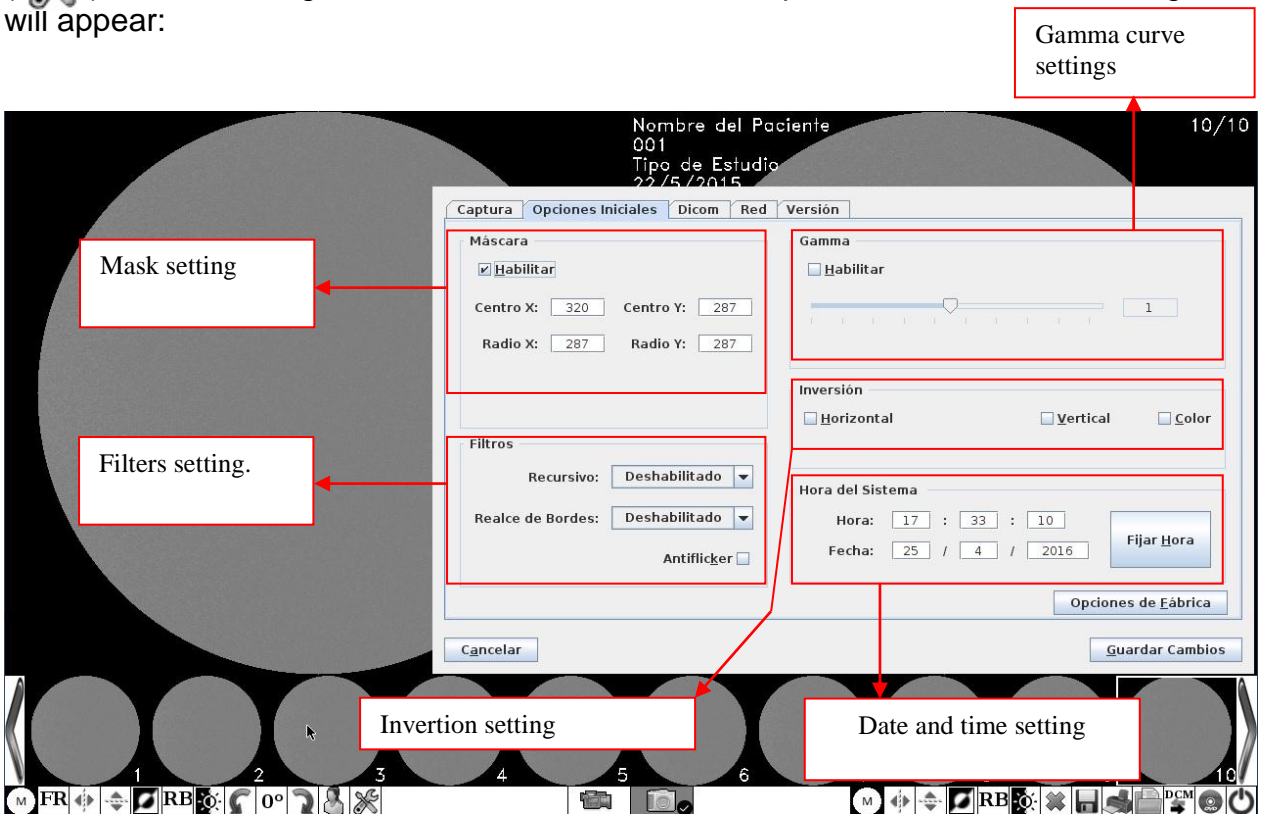 will appear:
Gamma curve
settings
Nombre del Paciente
10/10
001
Tipo de Estudio
22/5/2015
Captura Opciones Iniciales Dicom Red Versión
Máscara
Habilitar
Centro X: 320 Centro Y: 287
Radio X: 287 Radio Y: 287
Mask setting
Gamma
Habilitar
1
Inversión
Horizontal Vertical Color
Filtros
Recursivo: Deshabilitado
Realce de Bordes: Deshabilitado
Antiflicker
Filters setting.
Hora del Sistema
Hora: 17 : 33 : 10
Fecha: 25 / 4 / 2016
Fijar Hora
Opciones de Fábrica
Cancelar
Guardar Cambios
Invertion setting
Date and time setting
1 2 3 4 5 6 10
M FR RB 0º
M RB DCM DVD